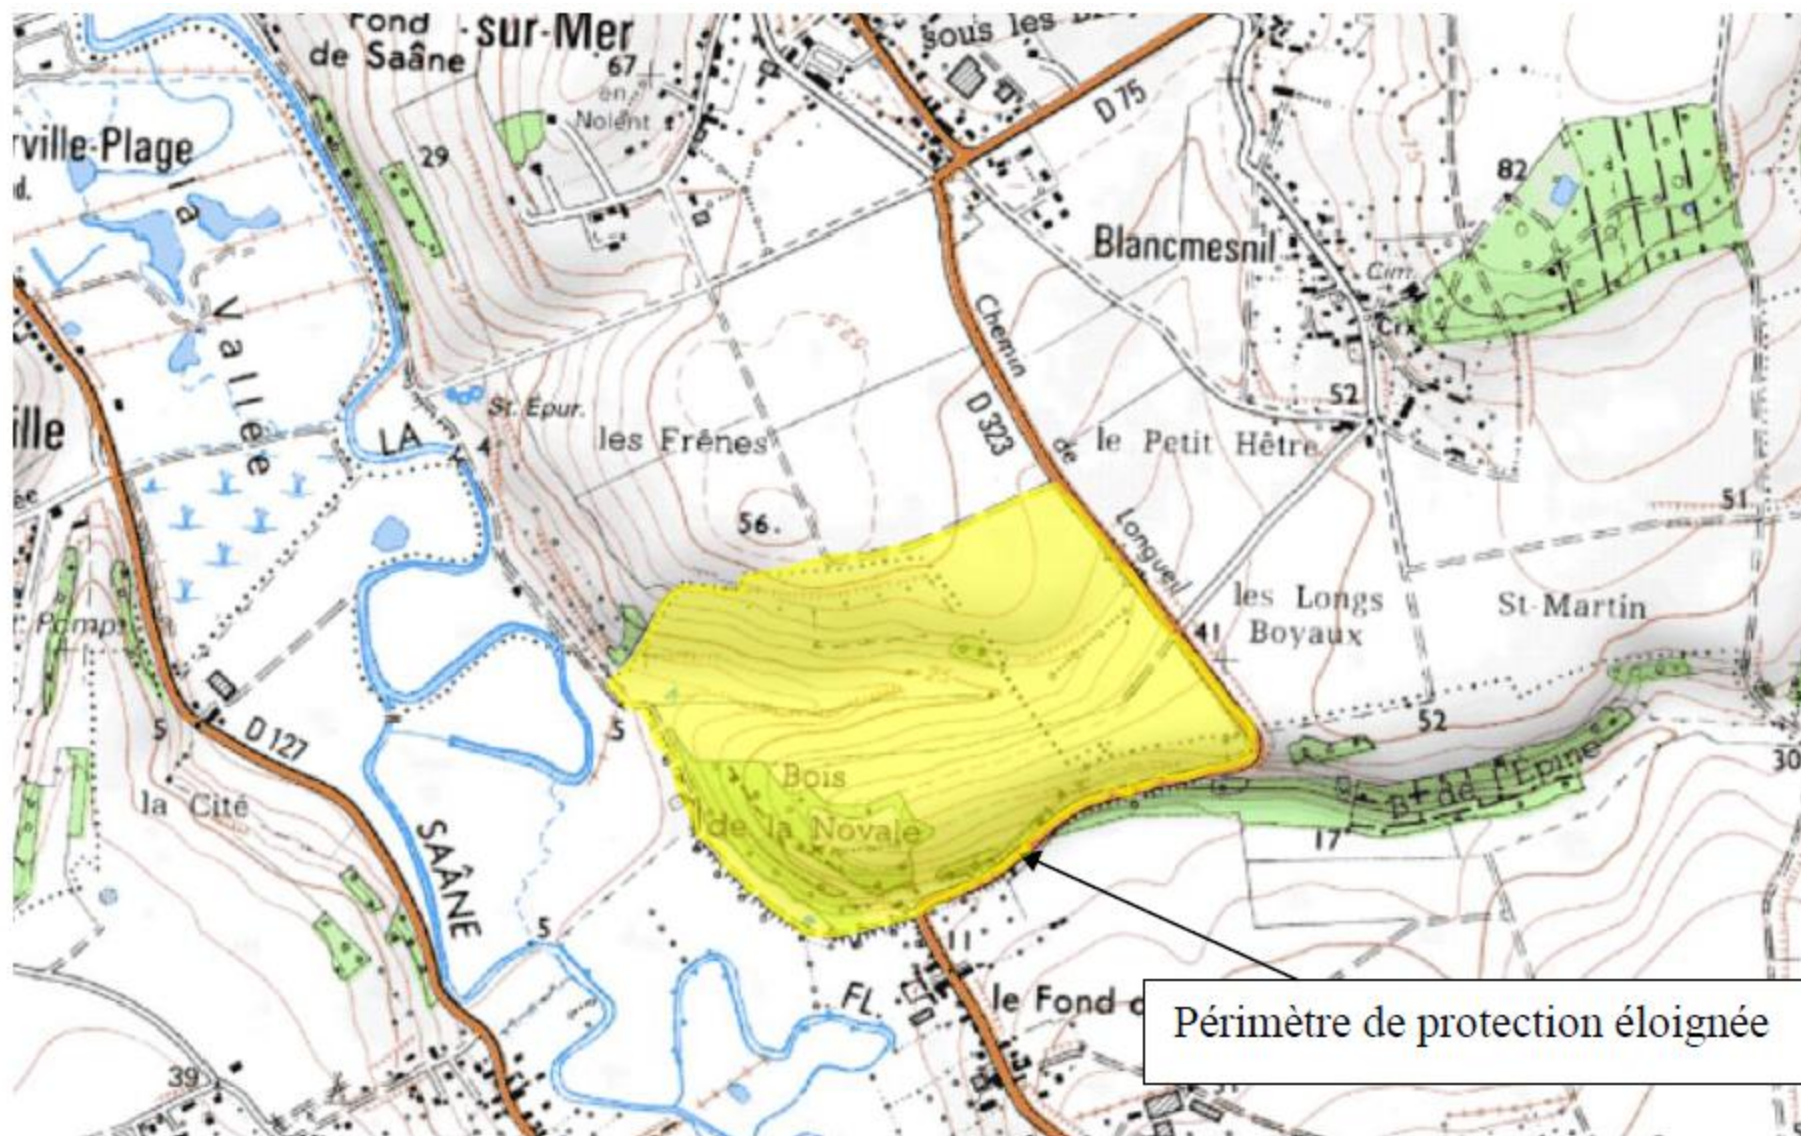 Fond
de Saâne
sur-Mer
sous les
67
en
Nolent
D 75
rville-Plage
29
82
la
Vallée
Blancmesnil
Cim.
Crx
Chemin
de
Longueil
D 323
52
ille
LA
St. Epur.
4
les Frênes
le Petit Hêtre
56.
51
les Longs
Boyaux
St-Martin
41
5
5
D 127
52
30
Bois
de la Novale
Bt de l'Epine
17
la Cité
SAÂNE
5
11
FL.
le Fond d
Périmètre de protection éloignée
39